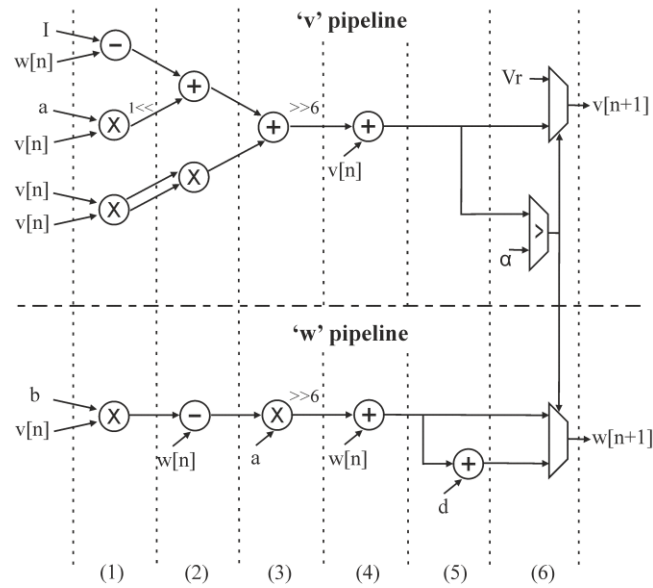 'v' pipeline
I
w[n]
−
a
v[n]
X
1<<
+
v[n]
v[n]
X
X
+
>>6
+
v[n]
Vr
v[n+1]
>
α
'w' pipeline
b
v[n]
X
−
w[n]
X
a
>>6
+
w[n]
+
d
w[n+1]
(1) (2) (3) (4) (5) (6)